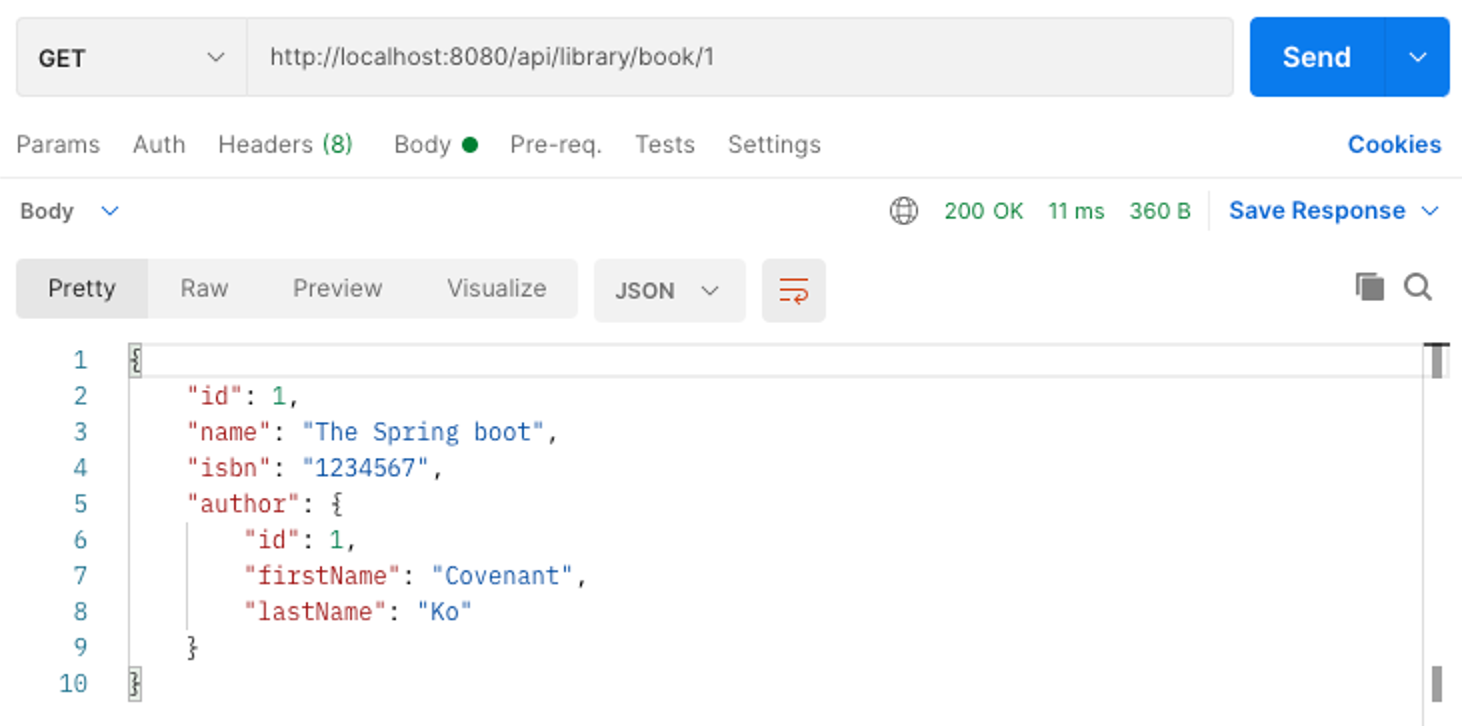 GET http://localhost:8080/api/library/book/1 Send
Params Auth Headers (8) Body Pre-req. Tests Settings Cookies
Body 200 OK 11 ms 360 B Save Response
Pretty Raw Preview Visualize JSON
1 {
2 "id": 1,
3 "name": "The Spring boot",
4 "isbn": "1234567",
5 "author": {
6 "id": 1,
7 "firstName": "Covenant",
8 "lastName": "Ko"
9 }
10 }